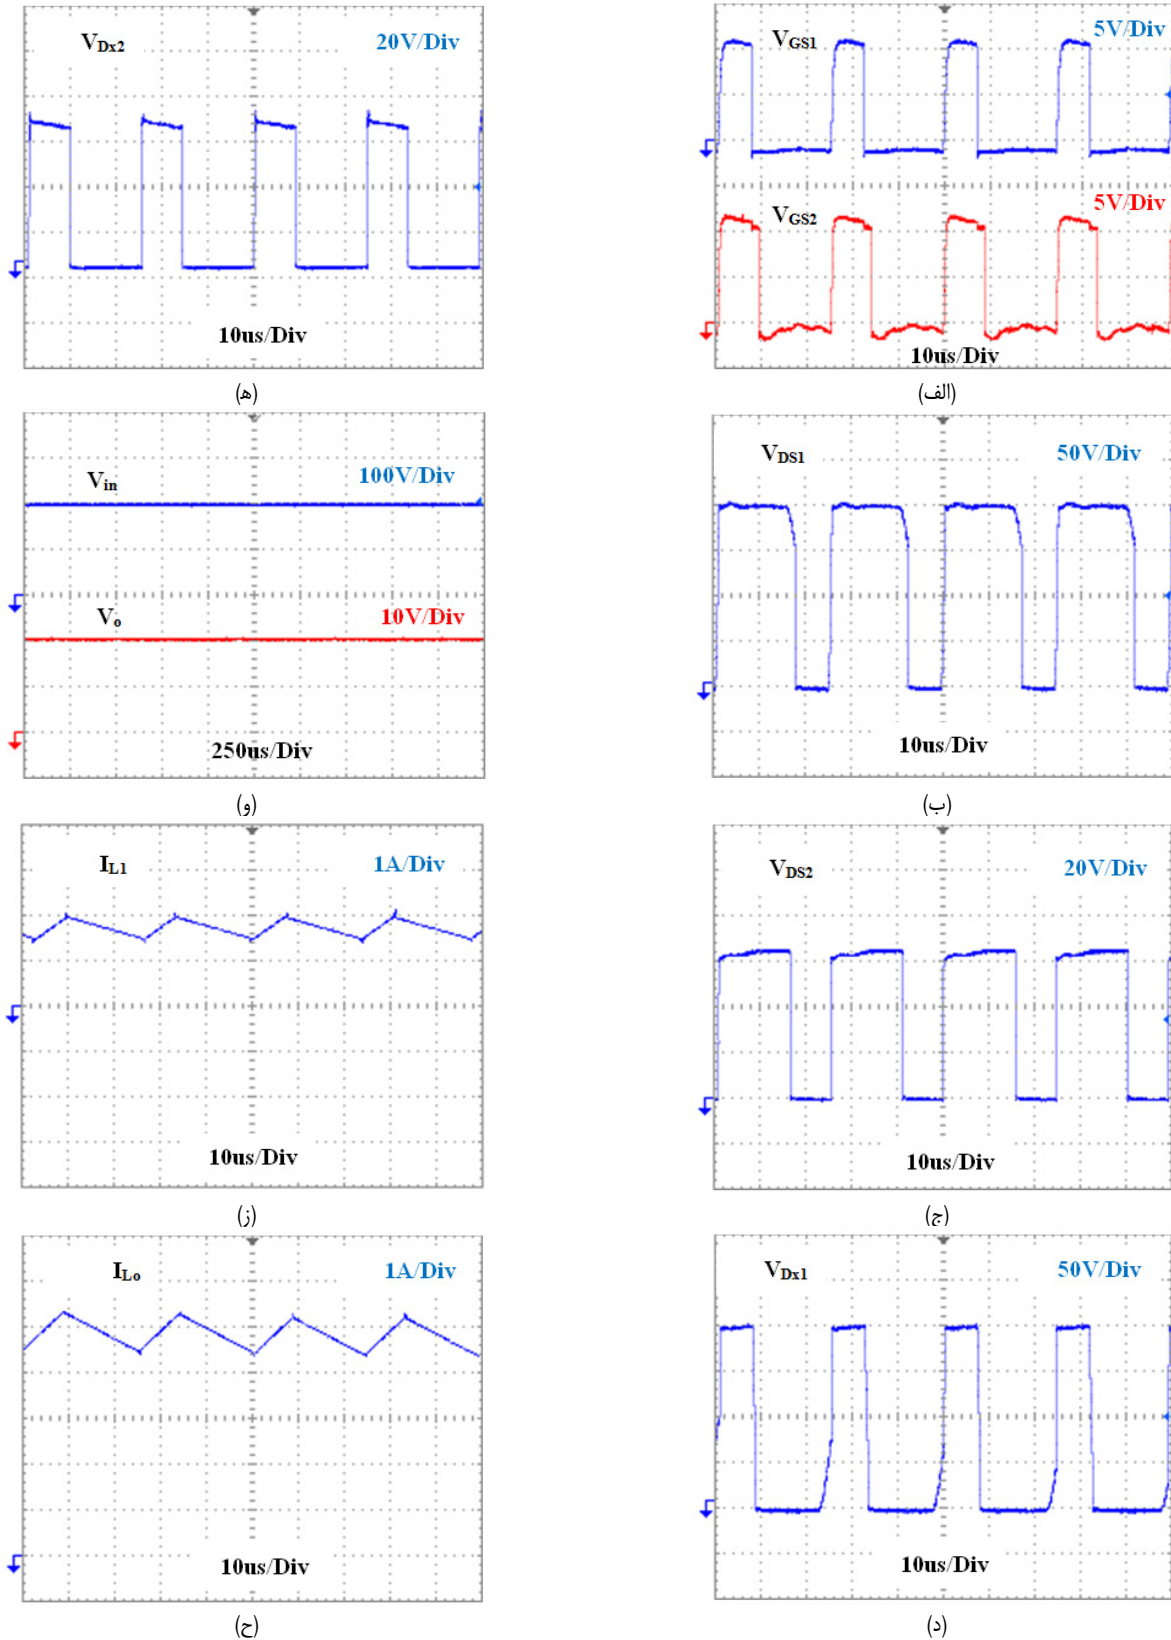 V_Dx2 20V/Div
10us/Div
(ه)
V_GS1 5V/Div
V_GS2 5V/Div
10us/Div
(الف)
V_in 100V/Div
V_o 10V/Div
250us/Div
(و)
V_DS1 50V/Div
10us/Div
(ب)
I_L1 1A/Div
10us/Div
(ز)
V_DS2 20V/Div
10us/Div
(ج)
I_Lo 1A/Div
10us/Div
(ح)
V_Dx1 50V/Div
10us/Div
(د)